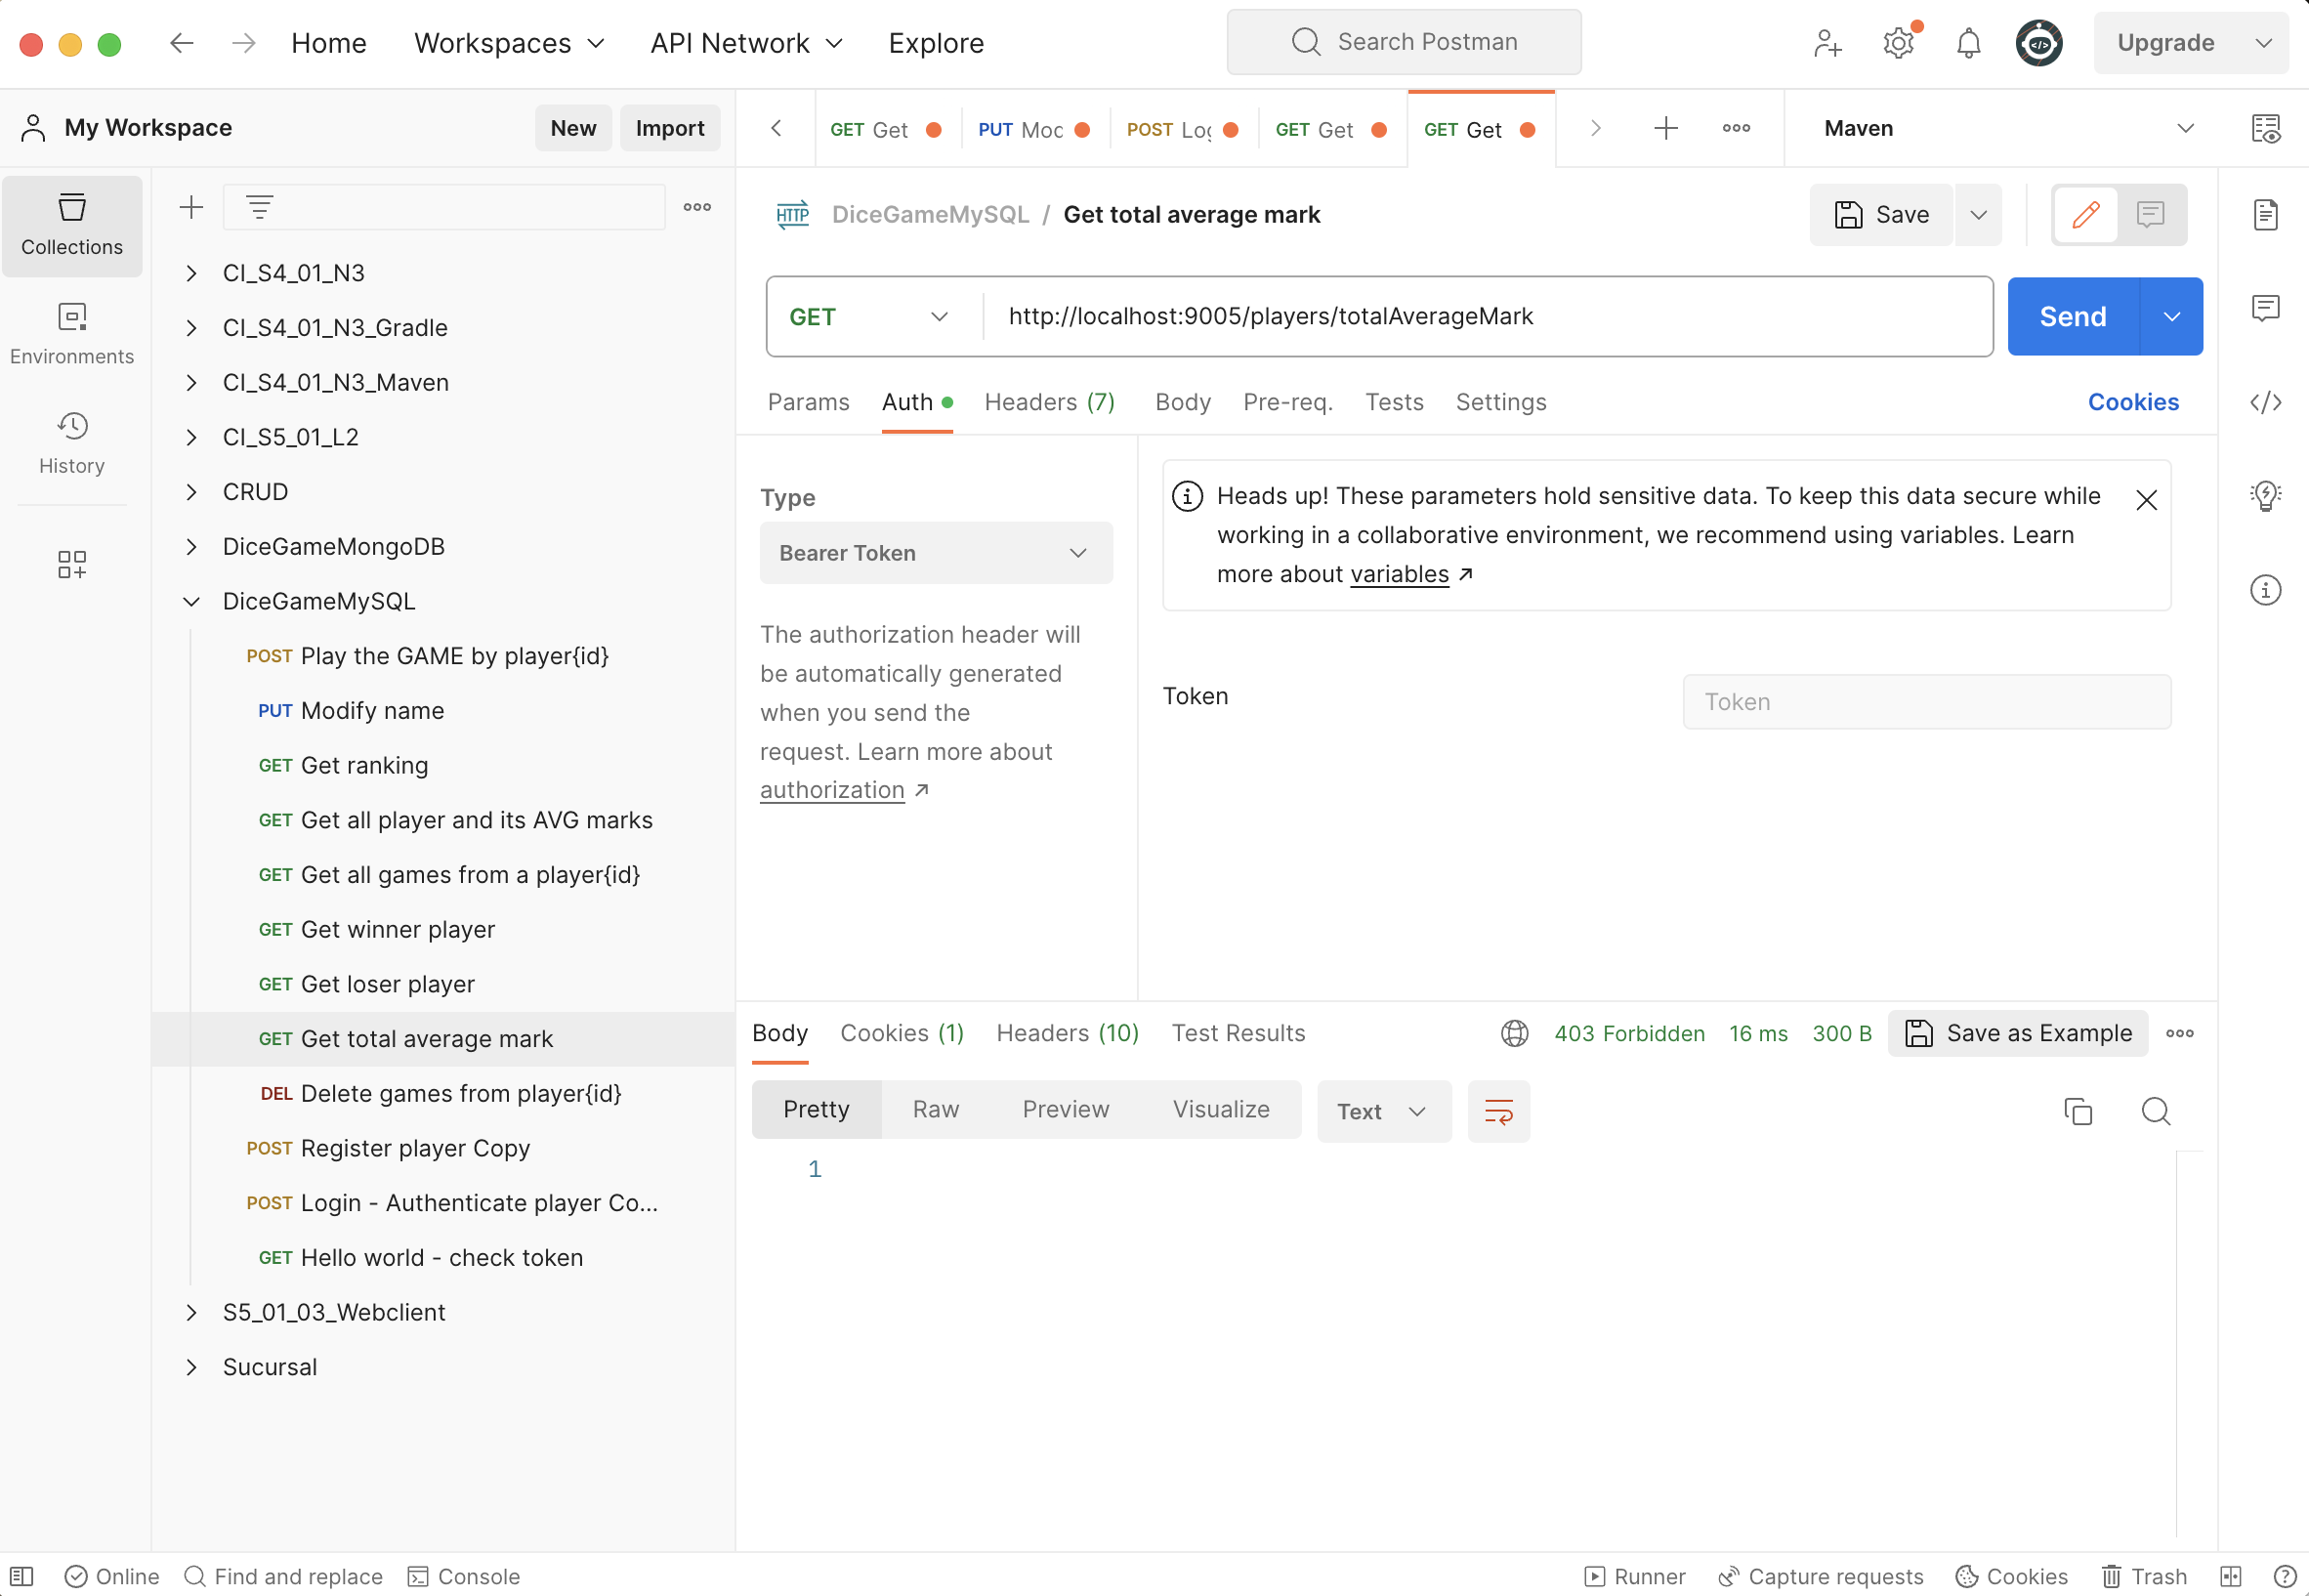 Home
Workspaces
API Network
Explore
Search Postman
Upgrade
My Workspace
New
Import
GET Get
PUT Moc
POST Log
GET Get
GET Get
Maven
Collections
Environments
History
CI_S4_01_N3
CI_S4_01_N3_Gradle
CI_S4_01_N3_Maven
CI_S5_01_L2
CRUD
DiceGameMongoDB
DiceGameMySQL
POST Play the GAME by player{id}
PUT Modify name
GET Get ranking
GET Get all player and its AVG marks
GET Get all games from a player{id}
GET Get winner player
GET Get loser player
GET Get total average mark
DEL Delete games from player{id}
POST Register player Copy
POST Login - Authenticate player Co...
GET Hello world - check token
S5_01_03_Webclient
Sucursal
HTTP DiceGameMySQL / Get total average mark
Save
GET
http://localhost:9005/players/totalAverageMark
Send
Params
Auth
Headers (7)
Body
Pre-req.
Tests
Settings
Cookies
Type
Bearer Token
The authorization header will
be automatically generated
when you send the
request. Learn more about
authorization ↗
Heads up! These parameters hold sensitive data. To keep this data secure while
working in a collaborative environment, we recommend using variables. Learn
more about variables ↗
Token
Token
Body
Cookies (1)
Headers (10)
Test Results
403 Forbidden
16 ms
300 B
Save as Example
Pretty
Raw
Preview
Visualize
Text
1
Online
Find and replace
Console
Runner
Capture requests
Cookies
Trash